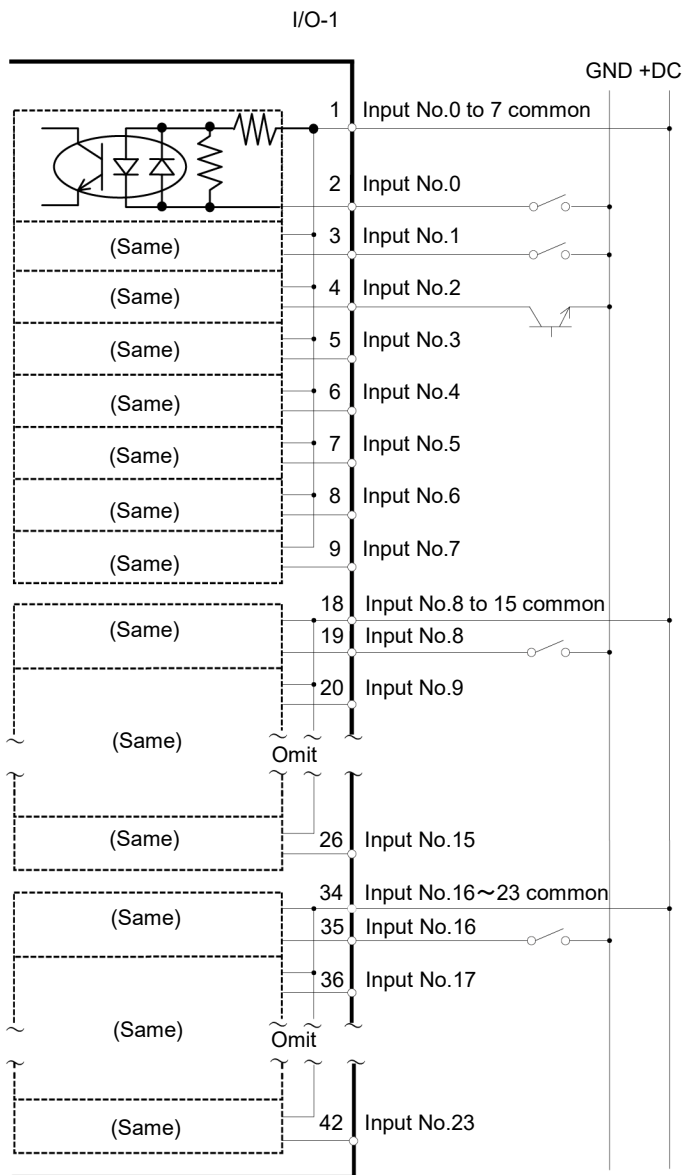 I/O-1
GND +DC
1 Input No.0 to 7 common
2 Input No.0
(Same) 3 Input No.1
(Same) 4 Input No.2
(Same) 5 Input No.3
(Same) 6 Input No.4
(Same) 7 Input No.5
(Same) 8 Input No.6
(Same) 9 Input No.7
18 Input No.8 to 15 common
(Same) 19 Input No.8
20 Input No.9
(Same)
Omit
(Same) 26 Input No.15
34 Input No.16～23 common
(Same) 35 Input No.16
36 Input No.17
(Same)
Omit
(Same) 42 Input No.23